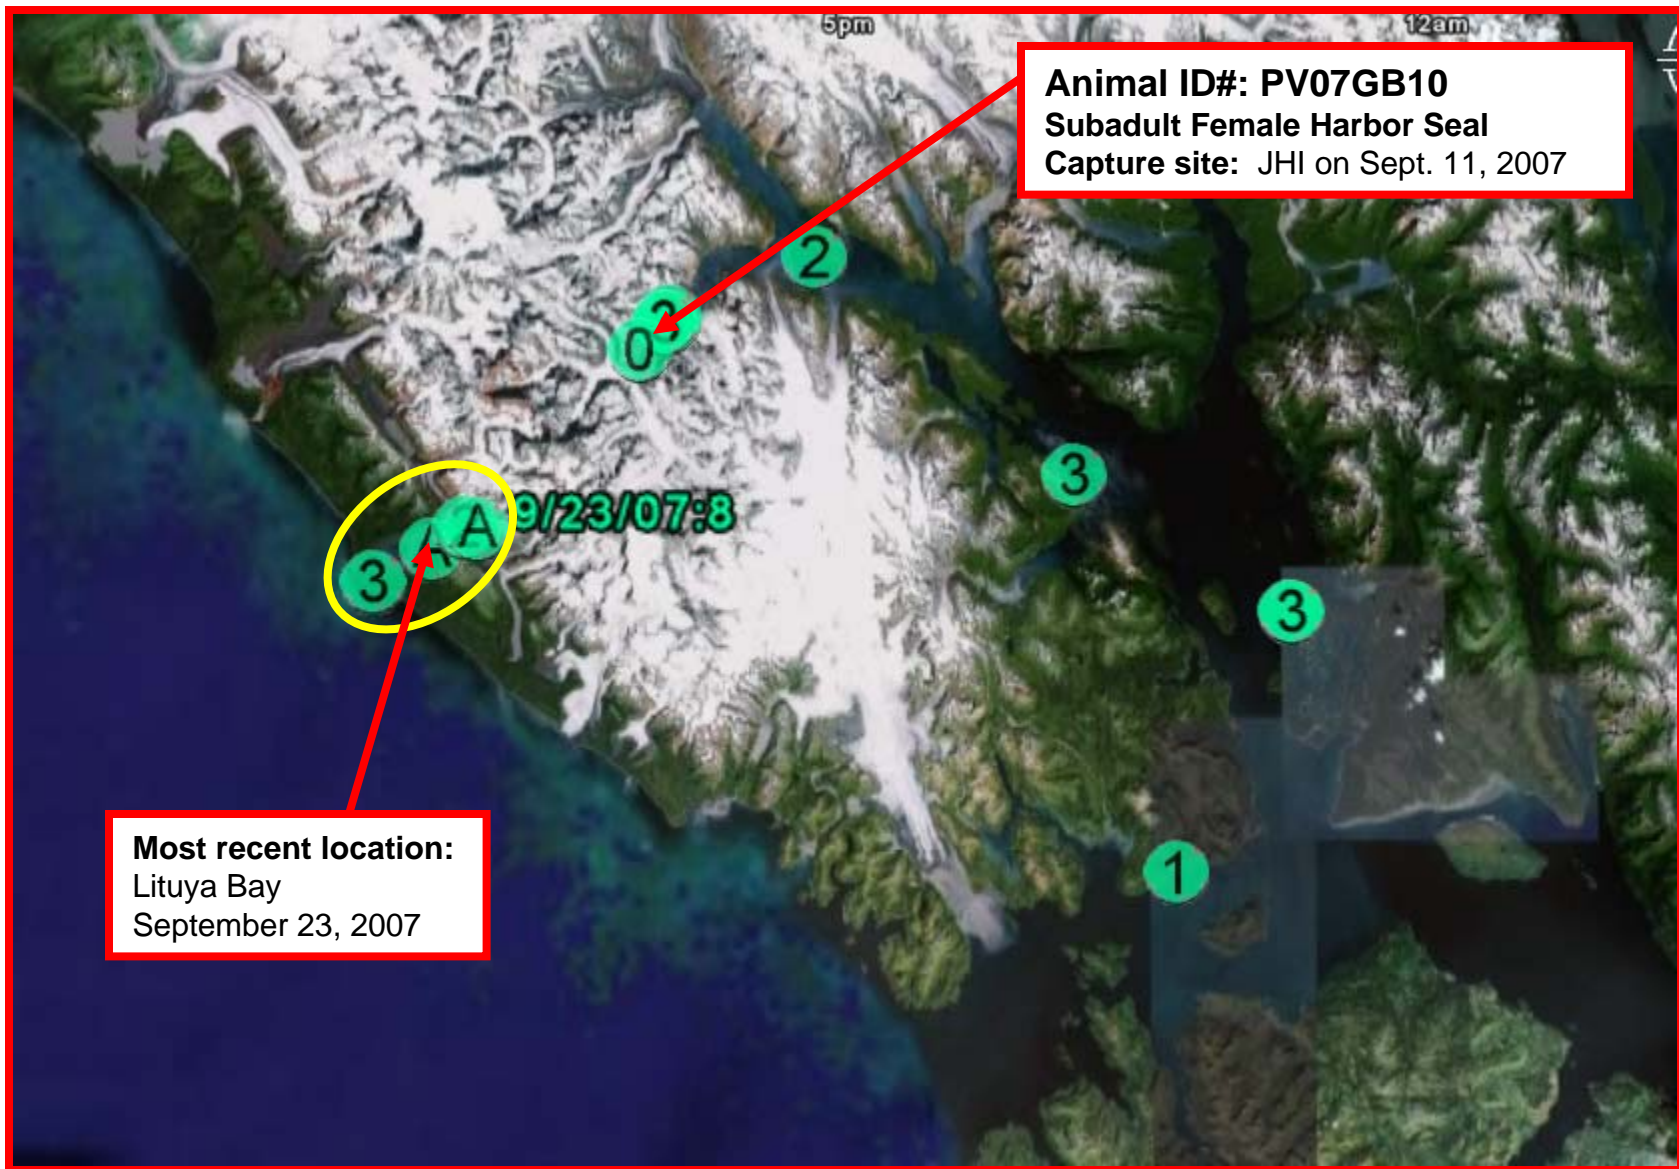 5pm
12am
Animal ID#: PV07GB10
Subadult Female Harbor Seal
Capture site: JHI on Sept. 11, 2007
2
0
3
A
9/23/07:8
A
3
3
3
1
Most recent location:
Lituya Bay
September 23, 2007